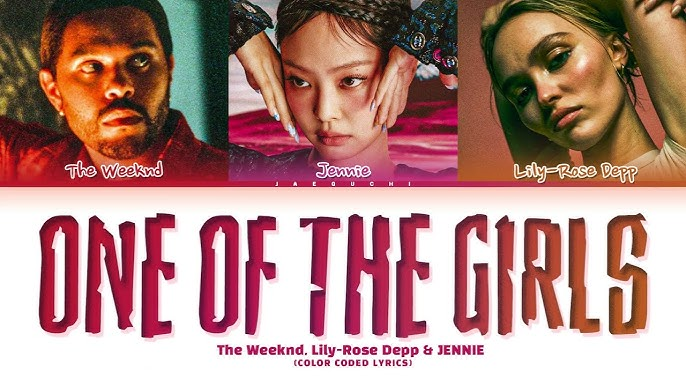 The Weeknd
Jennie
Lily-Rose Depp
JAEGUCHI
ONE OF THE GIRLS
The Weeknd, Lily-Rose Depp & JENNIE
(COLOR CODED LYRICS)